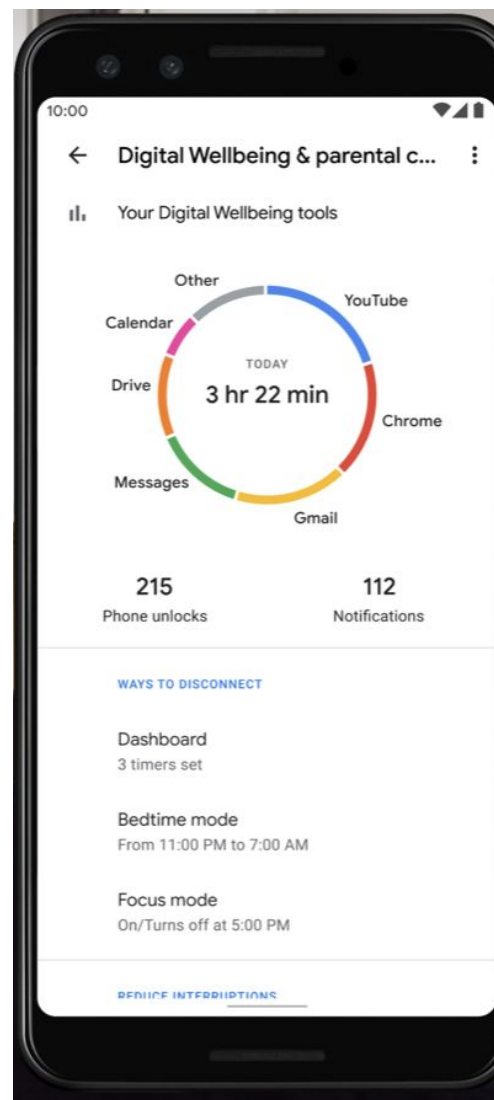 10:00
Digital Wellbeing & parental c...
Your Digital Wellbeing tools
Other
YouTube
Calendar
TODAY
Drive
3 hr 22 min
Chrome
Messages
Gmail
215
112
Phone unlocks
Notifications
WAYS TO DISCONNECT
Dashboard
3 timers set
Bedtime mode
From 11:00 PM to 7:00 AM
Focus mode
On/Turns off at 5:00 PM
REDUCE INTERRUPTIONS